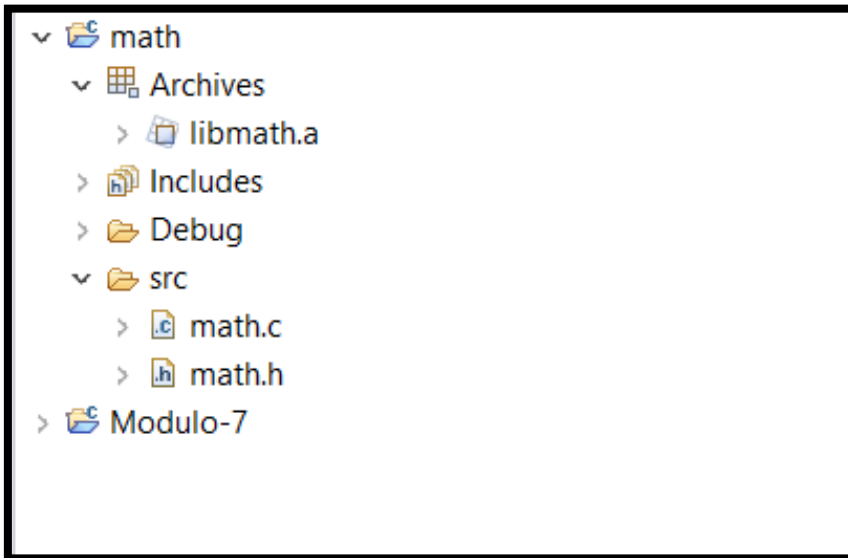 math
Archives
libmath.a
Includes
Debug
src
math.c
math.h
Modulo-7